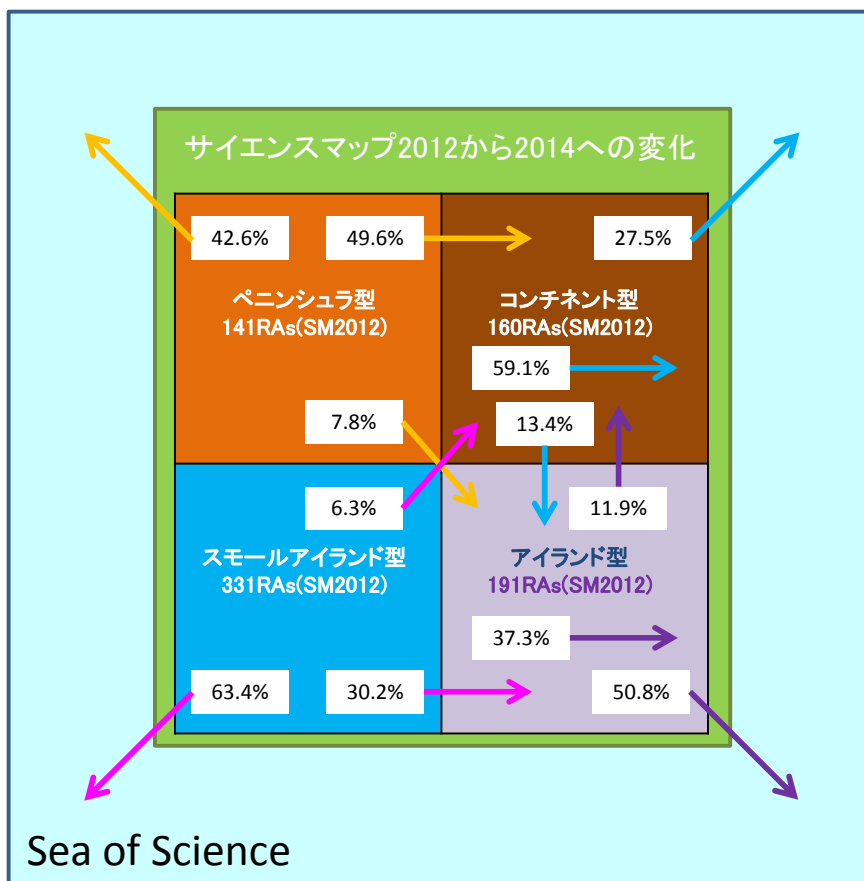 サイエンスマップ2012から2014への変化
42.6%
49.6%
27.5%
ペニンシュラ型
141RAs(SM2012)
コンチネント型
160RAs(SM2012)
59.1%
7.8%
13.4%
6.3%
11.9%
スモールアイランド型
331RAs(SM2012)
アイランド型
191RAs(SM2012)
37.3%
63.4%
30.2%
50.8%
Sea of Science